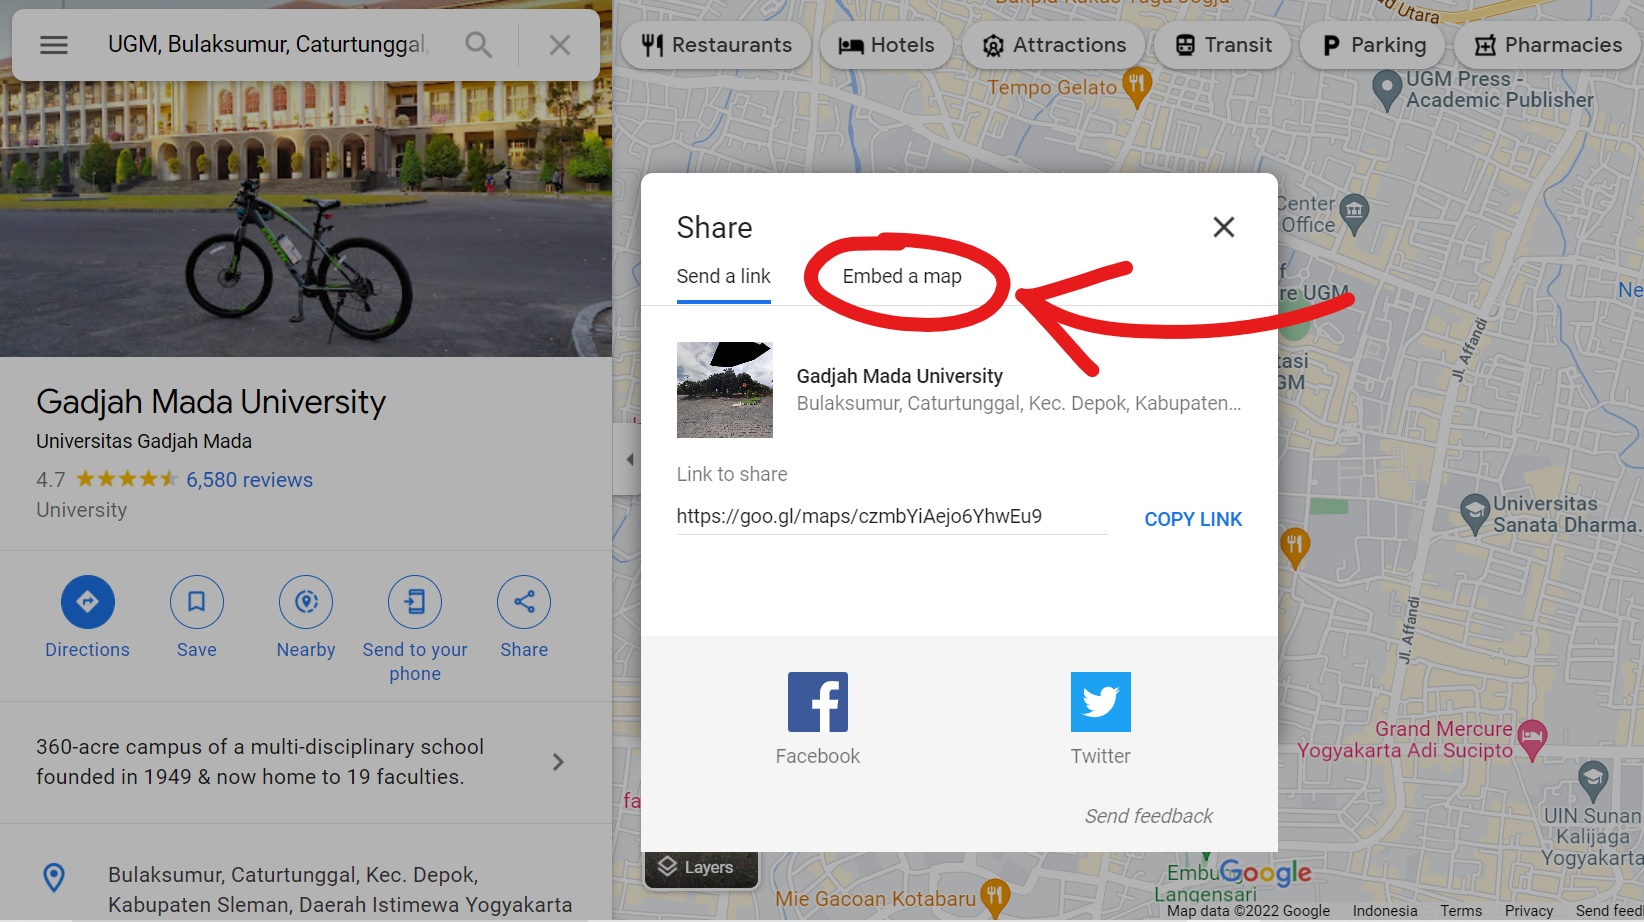 UGM, Bulaksumur, Caturtunggal,
Gadjah Mada University
Universitas Gadjah Mada
4.7 6,580 reviews
University
Directions
Save
Nearby
Send to your
phone
Share
360-acre campus of a multi-disciplinary school
founded in 1949 & now home to 19 faculties.
Bulaksumur, Caturtunggal, Kec. Depok,
Kabupaten Sleman, Daerah Istimewa Yogyakarta
Restaurants
Hotels
Attractions
Transit
Parking
Pharmacies
Utara
Tempo Gelato
UGM Press -
Academic Publisher
Share
Send a link
Embed a map
Gadjah Mada University
Bulaksumur, Caturtunggal, Kec. Depok, Kabupaten...
Link to share
https://goo.gl/maps/czmbYiAejo6YhwEu9
COPY LINK
Facebook
Twitter
Send feedback
Center
Office
UGM
Jl. Affandi
Universitas
Sanata Dharma...
Jl. Affandi
Grand Mercure
Yogyakarta Adi Sucipto
UIN Sunan
Kalijaga
Yogyakarta
Layers
Mie Gacoan Kotabaru
Langensari
Google
Map data ©2022 Google
Indonesia
Terms
Privacy
Send feed